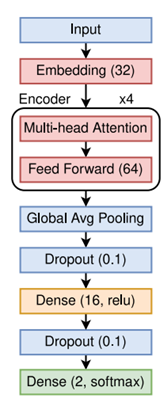 Input
Embedding (32)
Encoder x4
Multi-head Attention
Feed Forward (64)
Global Avg Pooling
Dropout (0.1)
Dense (16, relu)
Dropout (0.1)
Dense (2, softmax)